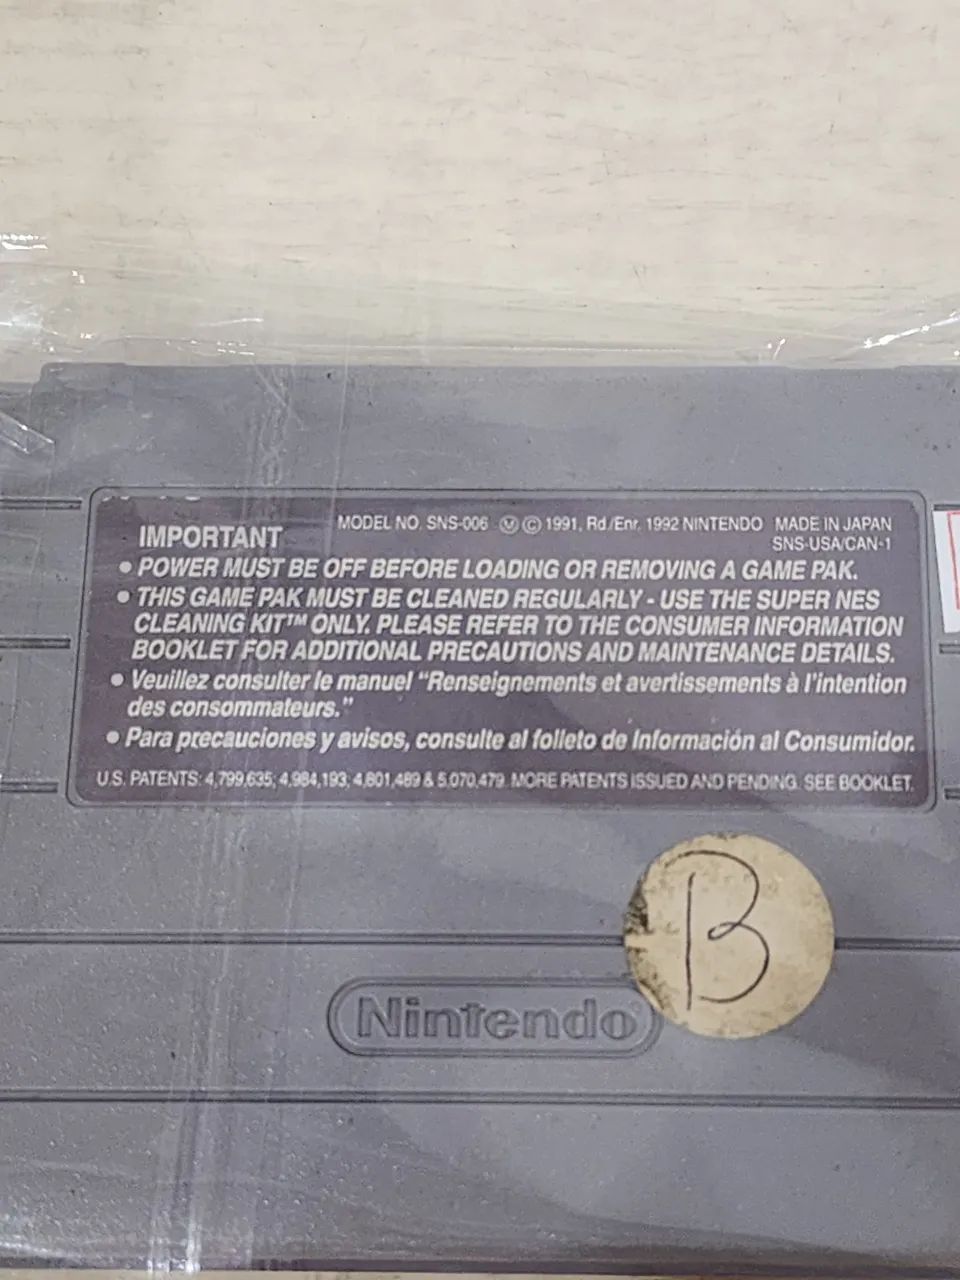 IMPORTANT
MODEL NO. SNS-006 Ⓜ © 1991, Rd./Enr. 1992 NINTENDO MADE IN JAPAN
SNS-USA/CAN-1
• POWER MUST BE OFF BEFORE LOADING OR REMOVING A GAME PAK.
• THIS GAME PAK MUST BE CLEANED REGULARLY - USE THE SUPER NES
CLEANING KIT™ ONLY. PLEASE REFER TO THE CONSUMER INFORMATION
BOOKLET FOR ADDITIONAL PRECAUTIONS AND MAINTENANCE DETAILS.
• Veuillez consulter le manuel “Renseignements et avertissements à l'intention
des consommateurs.”
• Para precauciones y avisos, consulte al folleto de Información al Consumidor.
U.S. PATENTS: 4,799,635; 4,984,193; 4,801,489 & 5,070,479. MORE PATENTS ISSUED AND PENDING. SEE BOOKLET.
B
Nintendo